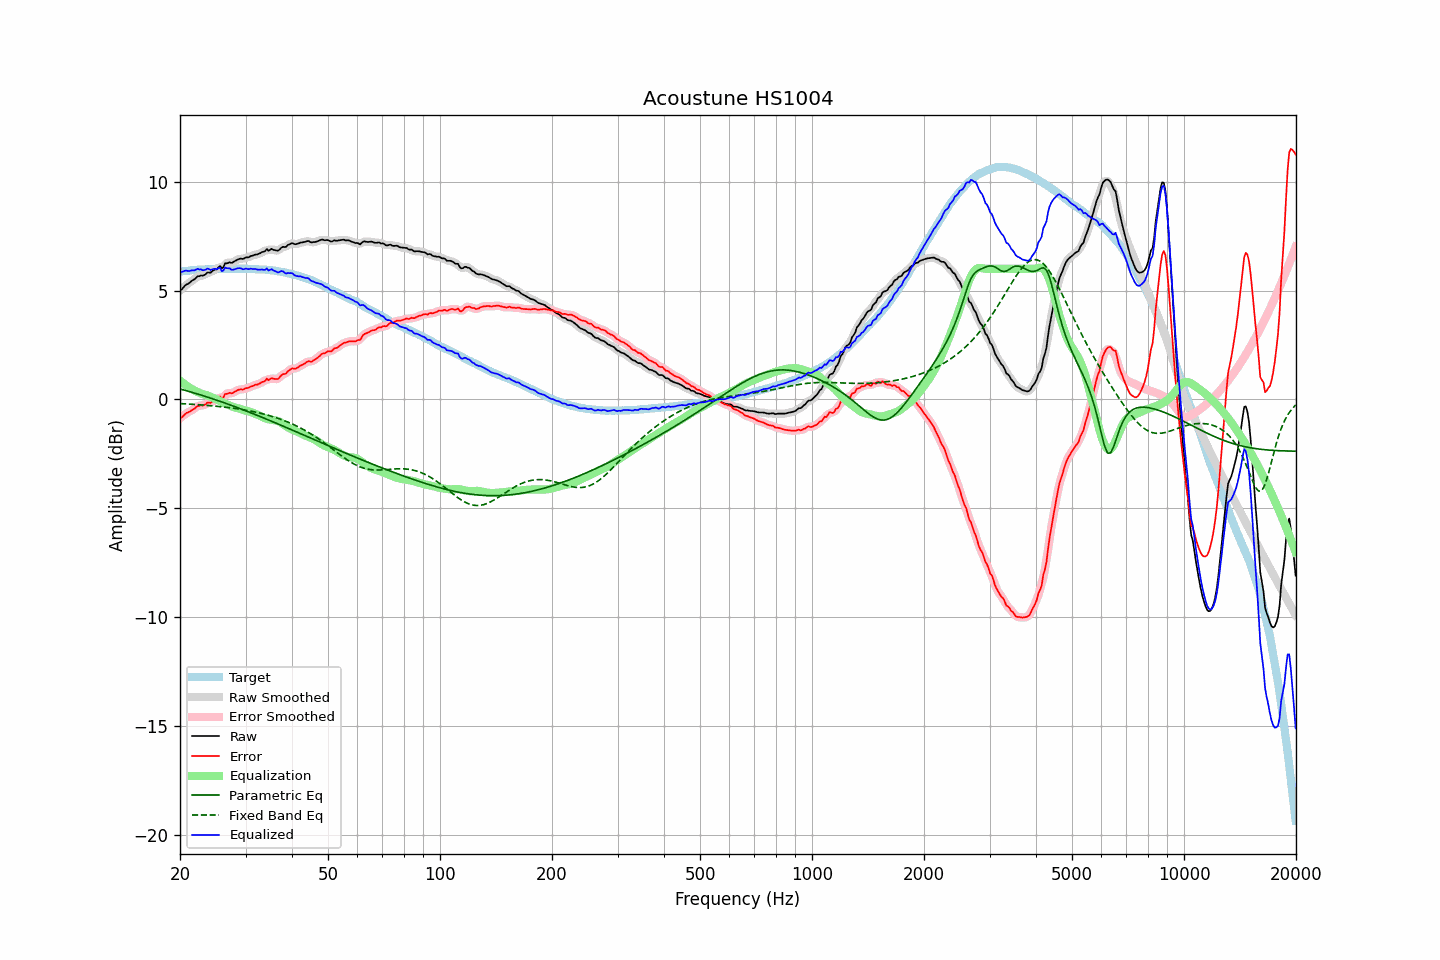 Acoustune HS1004
10
5
0
−5
−10
−15
−20
Amplitude (dBr)
Target
Raw Smoothed
Error Smoothed
Raw
Error
Equalization
Parametric Eq
Fixed Band Eq
Equalized
20 50 100 200 500 1000 2000 5000 10000 20000
Frequency (Hz)